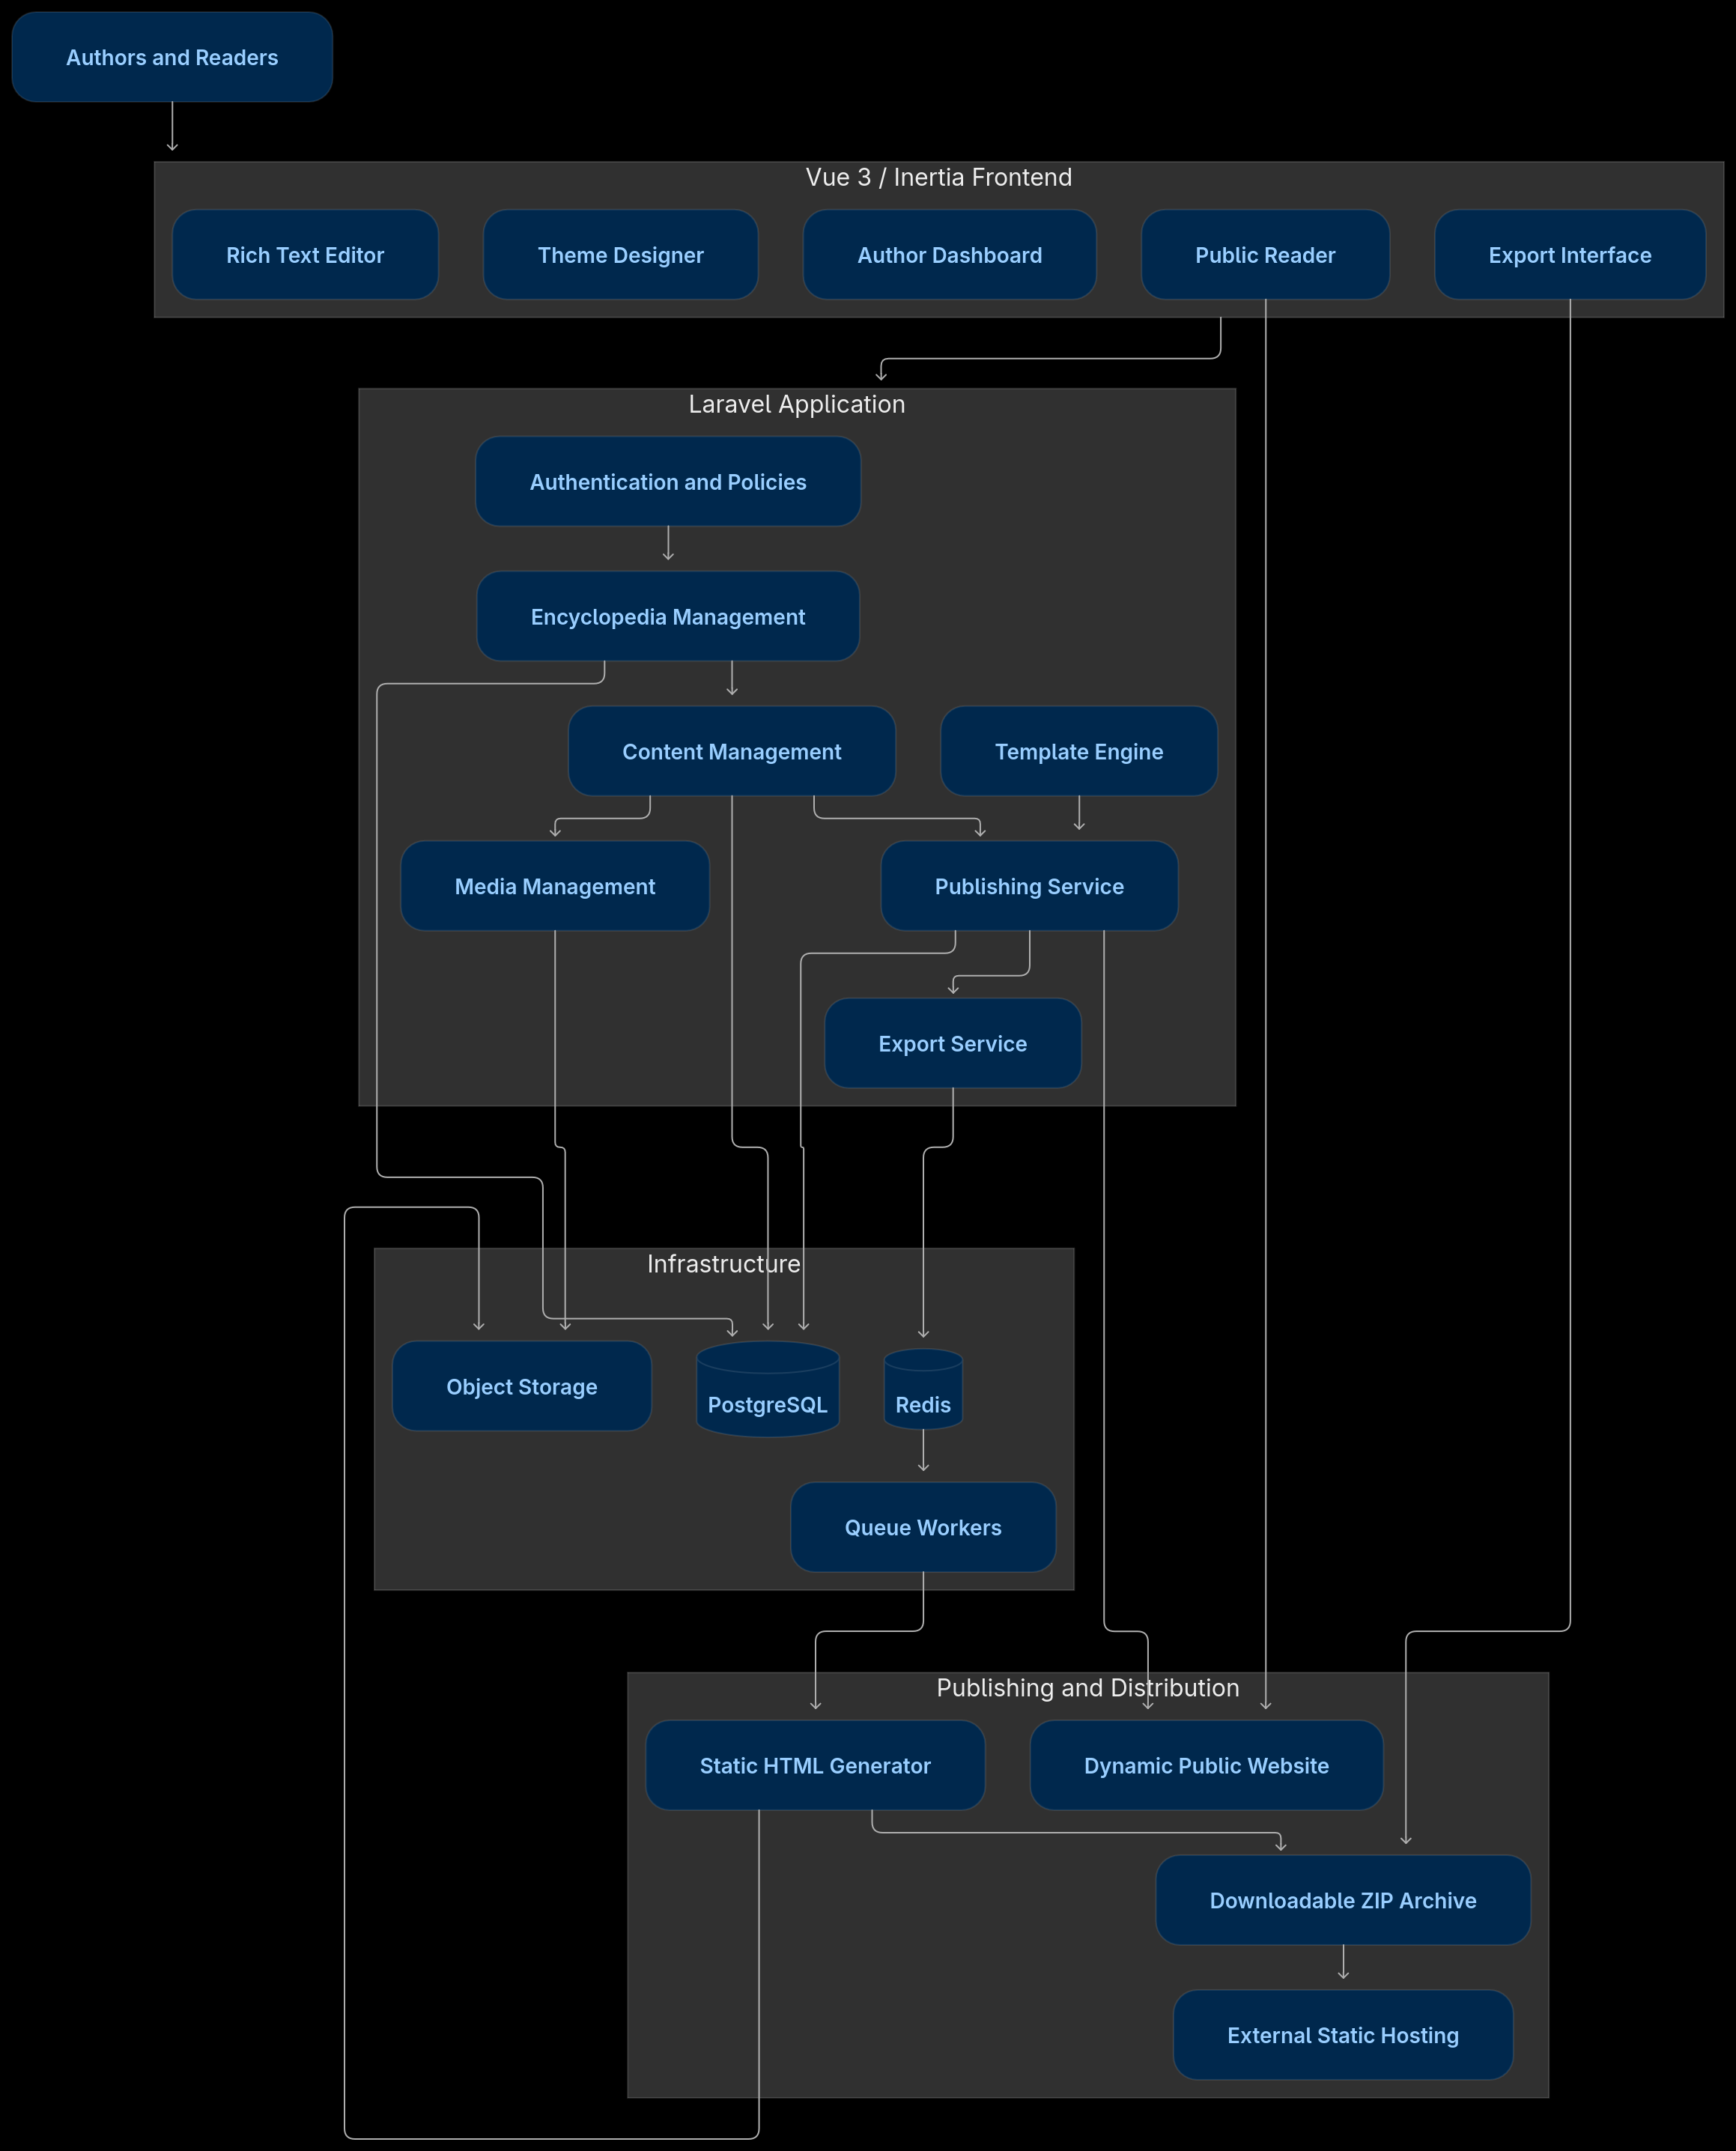 Authors and Readers
Vue 3 / Inertia Frontend
Rich Text Editor
Theme Designer
Author Dashboard
Public Reader
Export Interface
Laravel Application
Authentication and Policies
Encyclopedia Management
Content Management
Template Engine
Media Management
Publishing Service
Export Service
Infrastructure
Object Storage
PostgreSQL
Redis
Queue Workers
Publishing and Distribution
Static HTML Generator
Dynamic Public Website
Downloadable ZIP Archive
External Static Hosting